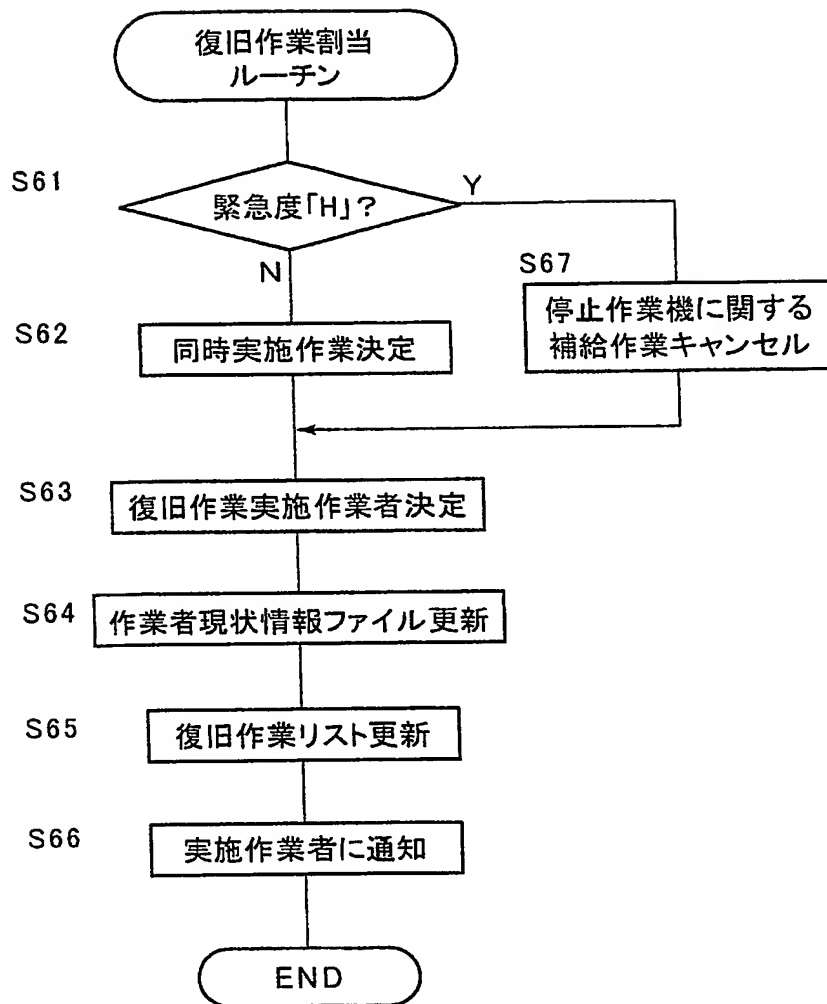 復旧作業割当
ルーチン
S61
緊急度「H」？
Y
N
S67
停止作業機に関する
補給作業キャンセル
S62
同時実施作業決定
S63
復旧作業実施作業者決定
S64
作業者現状情報ファイル更新
S65
復旧作業リスト更新
S66
実施作業者に通知
END